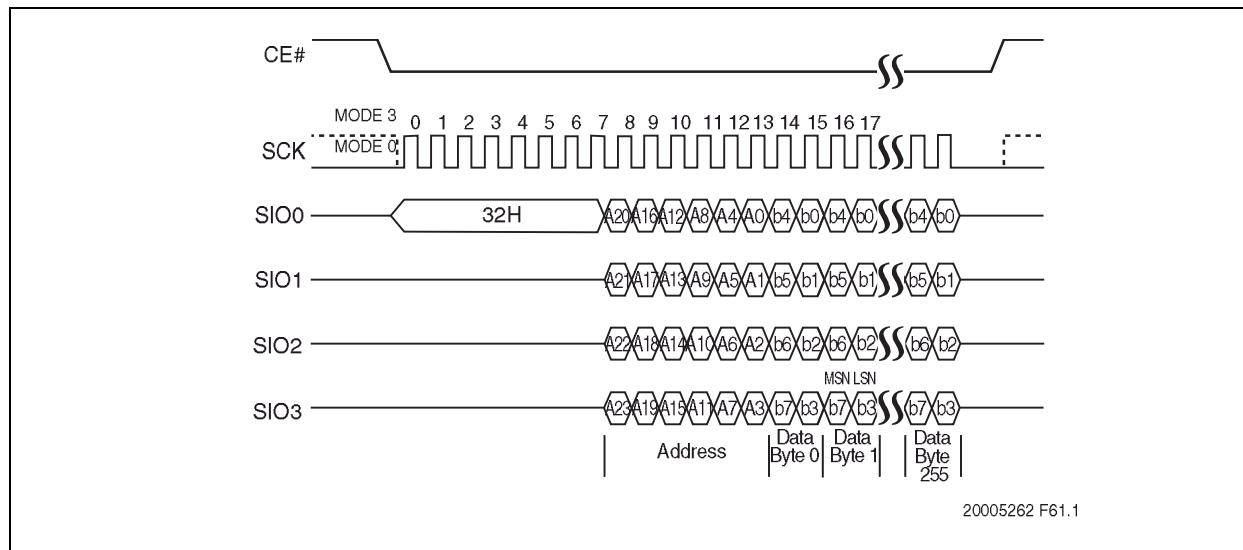 CE#
MODE 3
0 1 2 3 4 5 6 7 8 9 10 11 12 13 14 15 16 17
SCK
MODE 0
SIO0
32H
A20 A16 A12 A8 A4 A0 b4 b0 b4 b0 b4 b0
SIO1
A21 A17 A13 A9 A5 A1 b5 b1 b5 b1 b5 b1
SIO2
A22 A18 A14 A10 A6 A2 b6 b2 b6 b2 b6 b2
MSN LSN
SIO3
A23 A19 A15 A11 A7 A3 b7 b3 b7 b3 b7 b3
Address
Data Byte 0
Data Byte 1
Data Byte 255
20005262 F61.1